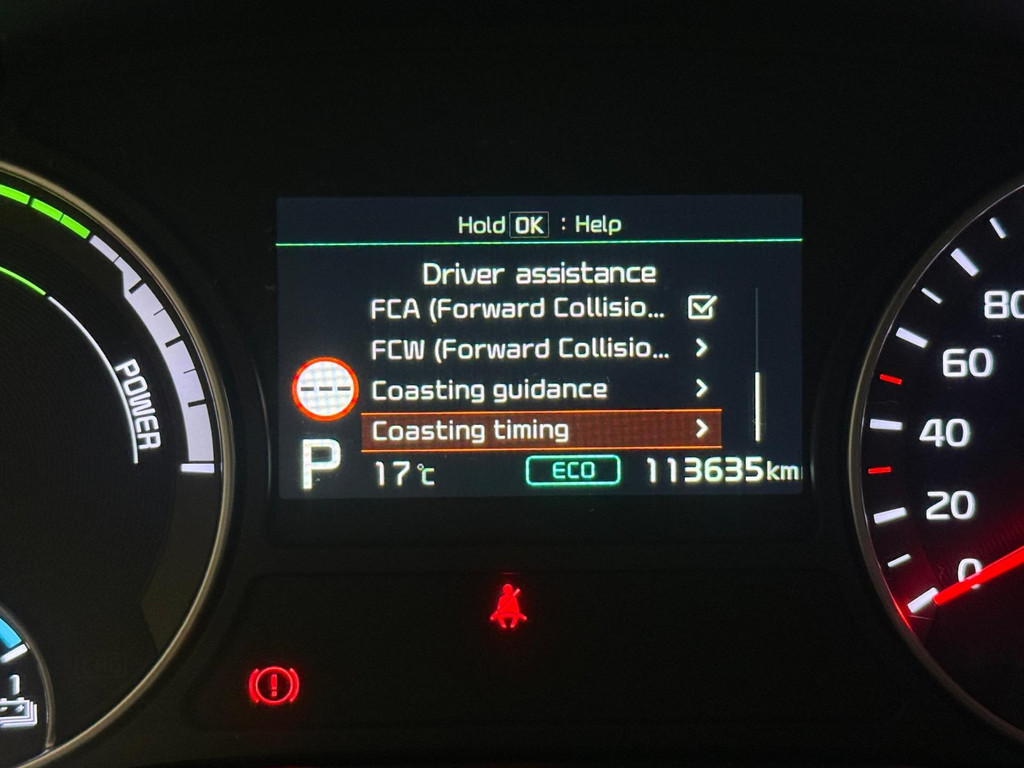 Hold OK : Help
Driver assistance
FCA (Forward Collisio...
FCW (Forward Collisio...
Coasting guidance
Coasting timing
P
17℃
ECO
113635km
POWER
1
80
60
40
20
0